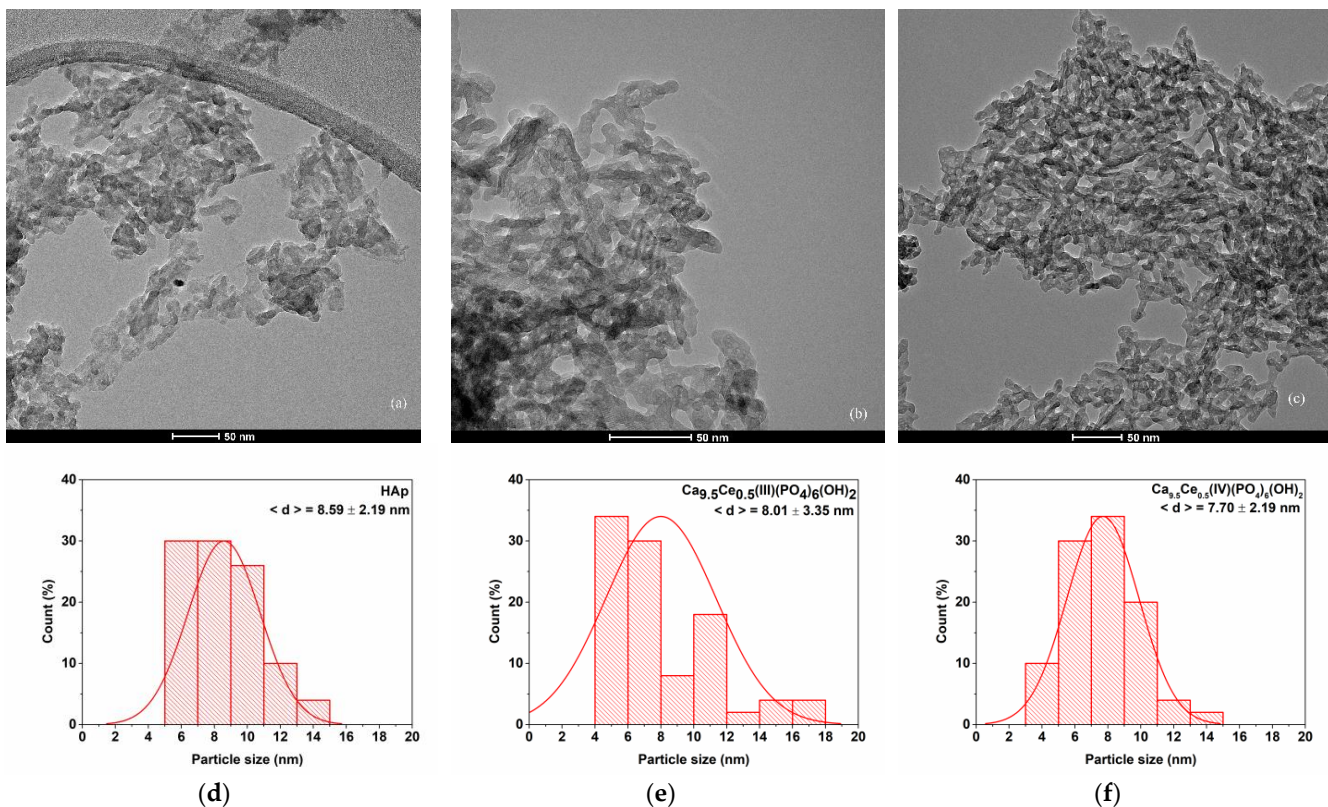 (a)
(b)
(c)
50 nm
50 nm
50 nm
HAp
< d > = 8.59 ± 2.19 nm
40
30
20
10
0
Count (%)
0 2 4 6 8 10 12 14 16 18 20
Particle size (nm)
(d)
Ca9.5Ce0.5(III)(PO4)6(OH)2
< d > = 8.01 ± 3.35 nm
40
30
20
10
0
Count (%)
0 2 4 6 8 10 12 14 16 18 20
Particle size (nm)
(e)
Ca9.5Ce0.5(IV)(PO4)6(OH)2
< d > = 7.70 ± 2.19 nm
40
30
20
10
0
Count (%)
0 2 4 6 8 10 12 14 16 18 20
Particle size (nm)
(f)